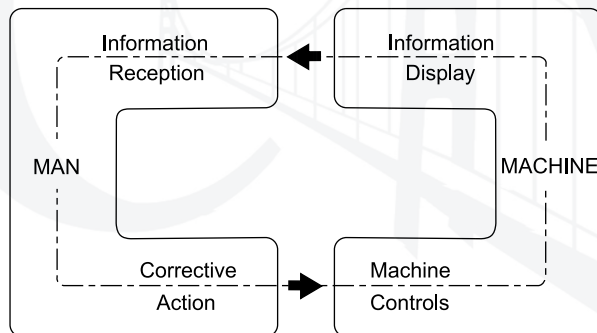 Information
Reception
Information
Display
MAN
MACHINE
Corrective
Action
Machine
Controls